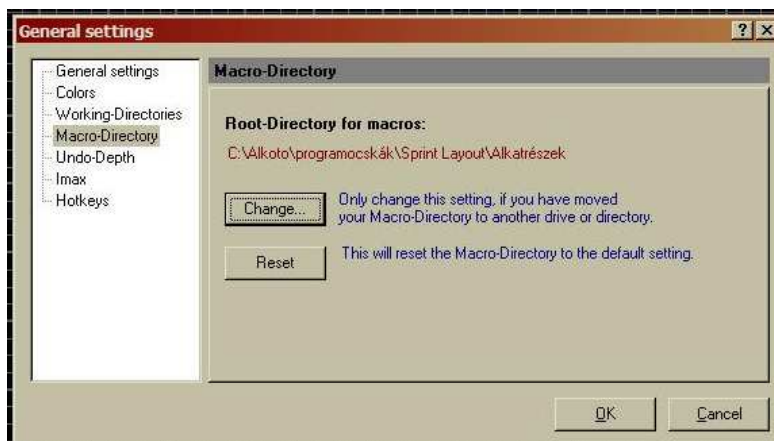 General settings
General settings
Colors
Working-Directories
Macro-Directory
Undo-Depth
Imax
Hotkeys
Macro-Directory
Root-Directory for macros:
C:\Alkoto\programocskák\Sprint Layout\Alkatrészek
Change...
Only change this setting, if you have moved
your Macro-Directory to another drive or directory.
Reset
This will reset the Macro-Directory to the default setting.
OK
Cancel